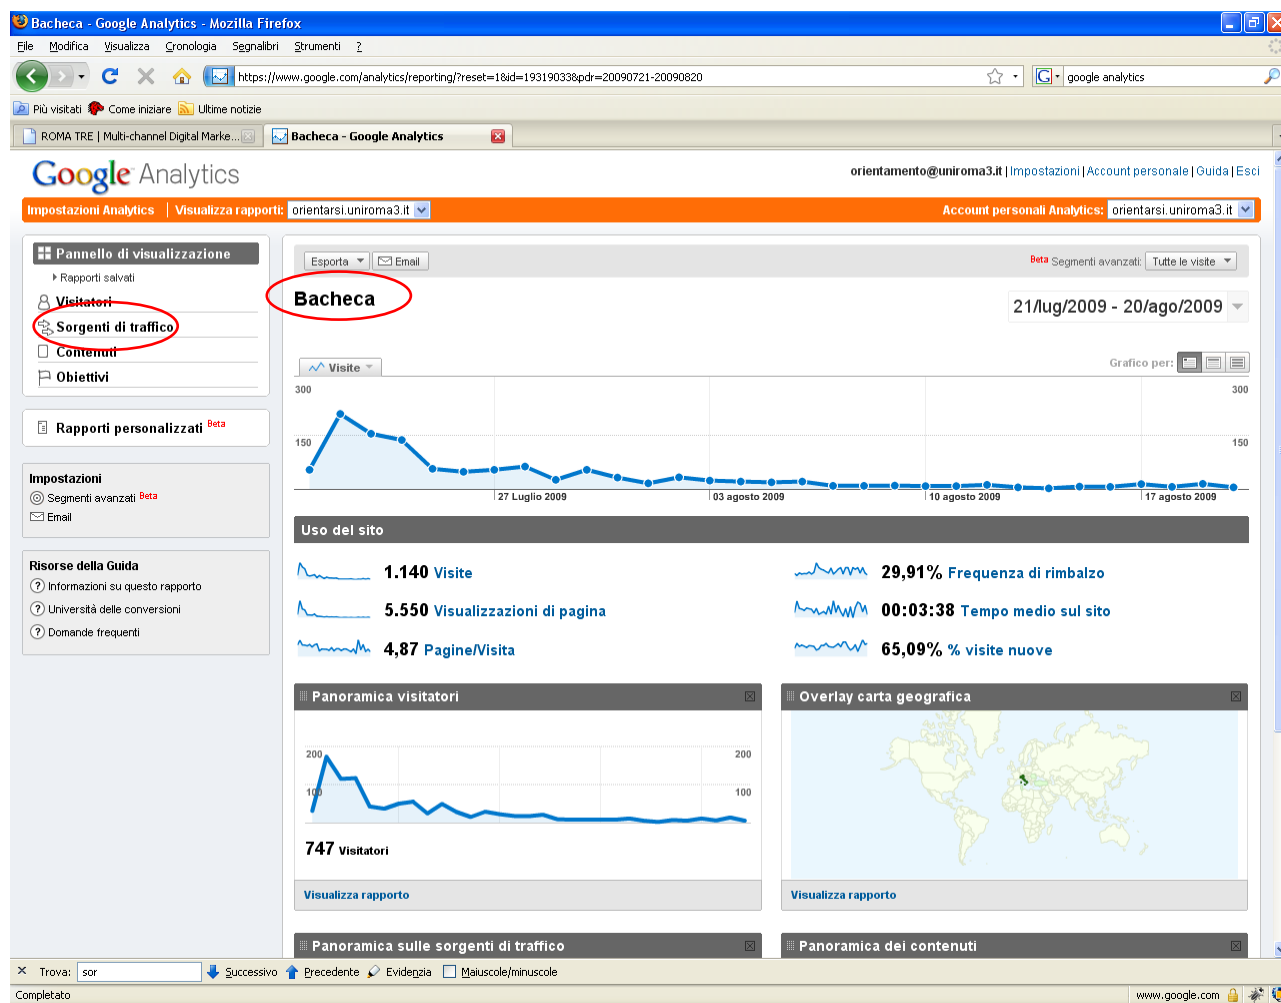 Bacheca - Google Analytics - Mozilla Firefox
File Modifica Visualizza Cronologia Segnalibri Strumenti ?
https://www.google.com/analytics/reporting/?reset=1&id=19319033&pdr=20090721-20090820
google analytics
Più visitati Come iniziare Ultime notizie
ROMA TRE | Multi-channel Digital Marke... Bacheca - Google Analytics
Google Analytics
orientamento@uniroma3.it | Impostazioni | Account personale | Guida | Esci
Impostazioni Analytics | Visualizza rapporti: orientarsi.uniroma3.it
Account personali Analytics: orientarsi.uniroma3.it
Pannello di visualizzazione
Rapporti salvati
Visitatori
Sorgenti di traffico
Contenuti
Obiettivi
Rapporti personalizzati Beta
Impostazioni
Segmenti avanzati Beta
Email
Risorse della Guida
Informazioni su questo rapporto
Università delle conversioni
Domande frequenti
Esporta Email
Beta Segmenti avanzati: Tutte le visite
Bacheca
21/lug/2009 - 20/ago/2009
Visite
Grafico per:
300 300
150 150
27 Luglio 2009 03 agosto 2009 10 agosto 2009 17 agosto 2009
Uso del sito
1.140 Visite
29,91% Frequenza di rimbalzo
5.550 Visualizzazioni di pagina
00:03:38 Tempo medio sul sito
4,87 Pagine/Visita
65,09% % visite nuove
Panoramica visitatori
200 200
100 100
747 Visitatori
Visualizza rapporto
Overlay carta geografica
Visualizza rapporto
Panoramica sulle sorgenti di traffico
Panoramica dei contenuti
Trova: sor Successivo Precedente Evidenzia Maiuscole/minuscole
Completato
www.google.com